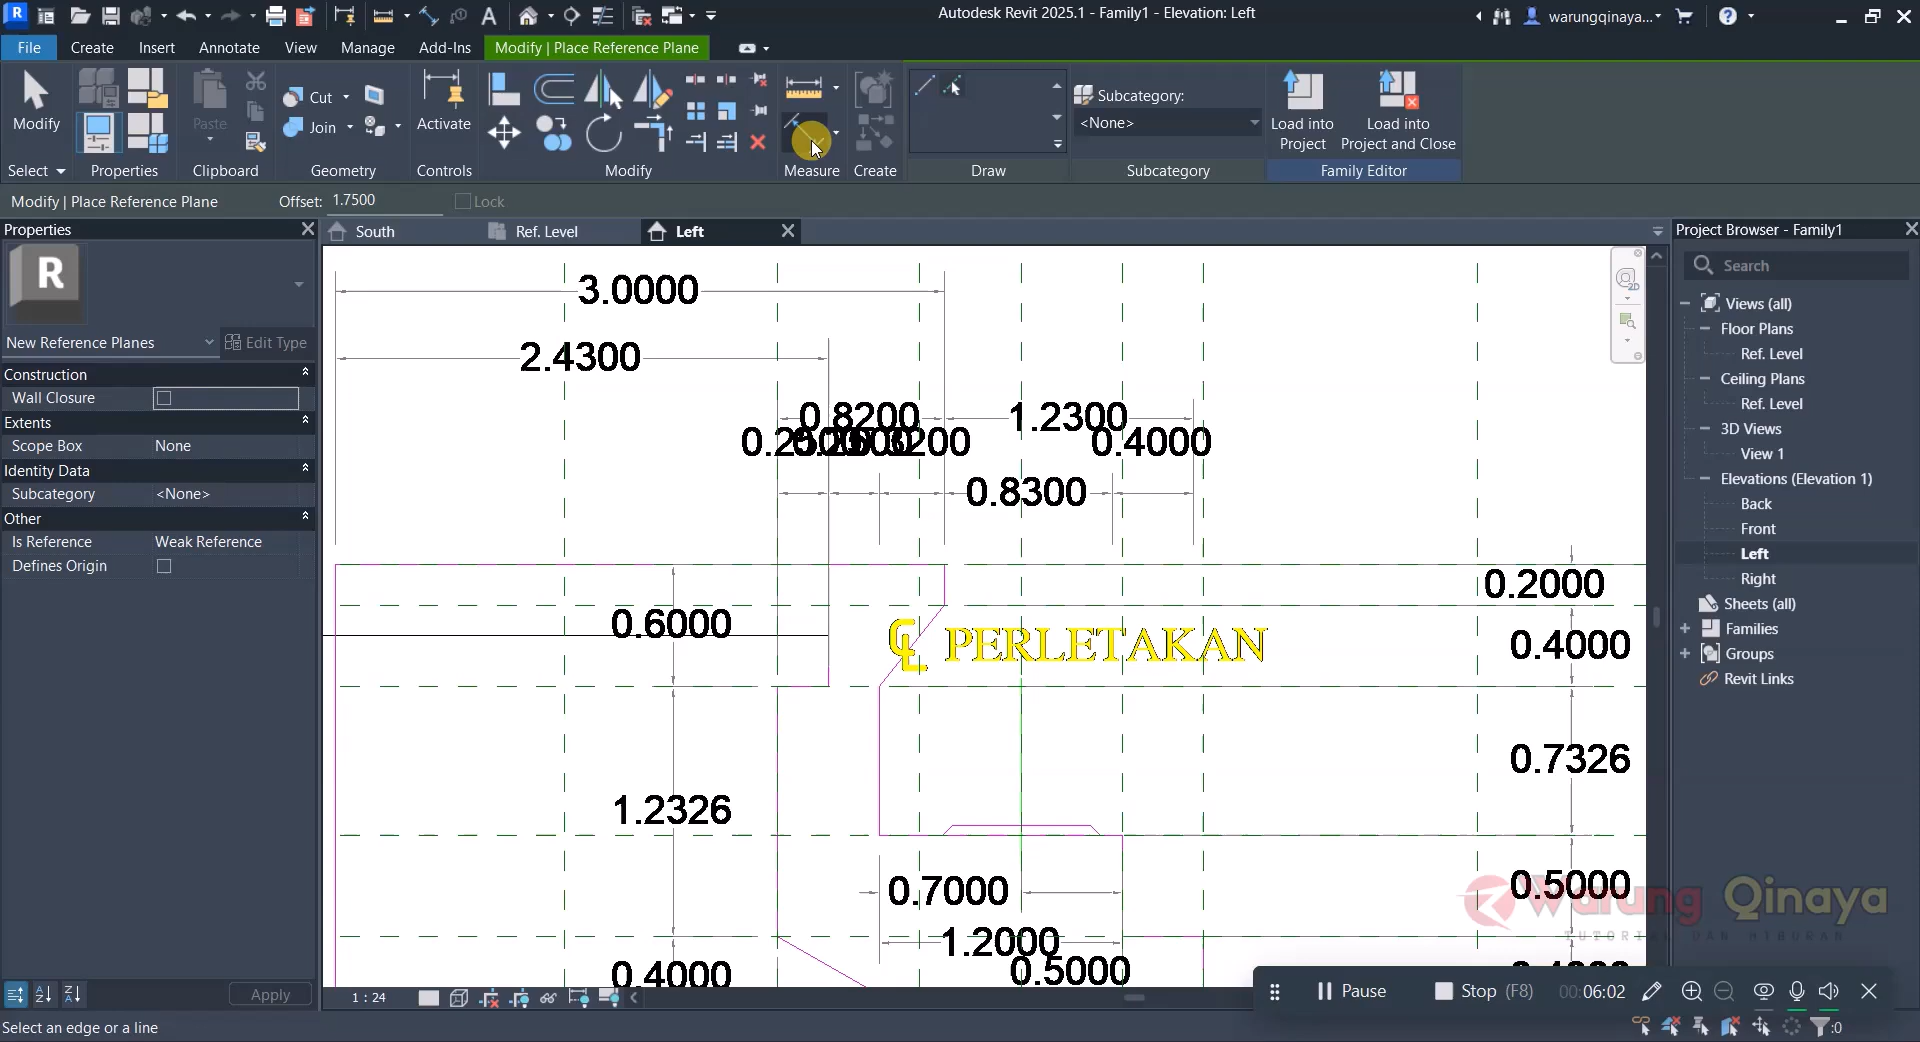 Autodesk Revit 2025.1 - Family1 - Elevation: Left
warungqinaya...
File
Create
Insert
Annotate
View
Manage
Add-Ins
Modify | Place Reference Plane
Modify
Paste
Cut
Join
Activate
Subcategory:
<None>
Load into
Project
Load into
Project and Close
Select
Properties
Clipboard
Geometry
Controls
Modify
Measure
Create
Draw
Subcategory
Family Editor
Modify | Place Reference Plane
Offset: 1.7500
Lock
Properties
South
Ref. Level
Left
Project Browser - Family1
R
New Reference Planes
Edit Type
Construction
Wall Closure
Extents
Scope Box None
Identity Data
Subcategory <None>
Other
Is Reference Weak Reference
Defines Origin
Apply
3.0000
2.4300
0.8200
1.2300
0.4000
0.8300
0.2000
0.6000
CL PERLETAKAN
0.4000
0.7326
1.2326
0.7000
0.5000
1.2000
0.5000
0.4000
Search
Views (all)
Floor Plans
Ref. Level
Ceiling Plans
Ref. Level
3D Views
View 1
Elevations (Elevation 1)
Back
Front
Left
Right
Sheets (all)
Families
Groups
Revit Links
Warung Qinaya
TUTORIAL DAN HIBURAN
1 : 24
Pause
Stop (F8)
00:06:02
Select an edge or a line
:0